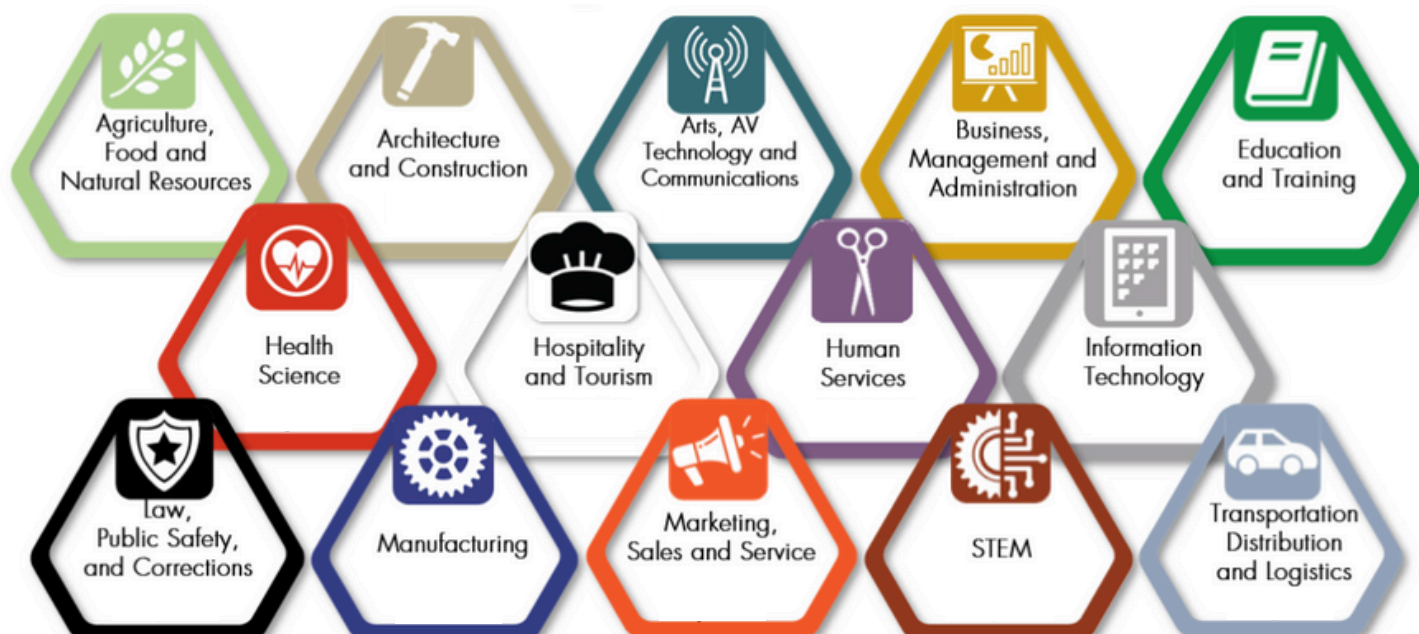 Agriculture,
Food and
Natural Resources
Architecture
and Construction
Arts, AV
Technology and
Communications
Business,
Management and
Administration
Education
and Training
Health
Science
Hospitality
and Tourism
Human
Services
Information
Technology
Law,
Public Safety,
and Corrections
Manufacturing
Marketing,
Sales and Service
STEM
Transportation
Distribution
and Logistics